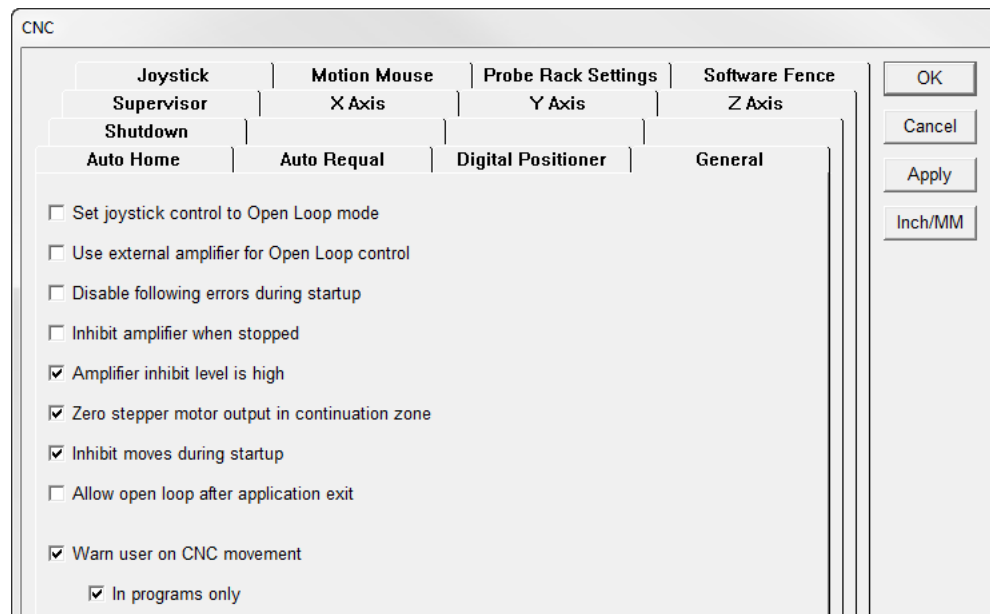 CNC
Joystick Motion Mouse Probe Rack Settings Software Fence
Supervisor X Axis Y Axis Z Axis
Shutdown
Auto Home Auto Requal Digital Positioner General
OK
Cancel
Apply
Inch/MM
Set joystick control to Open Loop mode
Use external amplifier for Open Loop control
Disable following errors during startup
Inhibit amplifier when stopped
Amplifier inhibit level is high
Zero stepper motor output in continuation zone
Inhibit moves during startup
Allow open loop after application exit
Warn user on CNC movement
In programs only